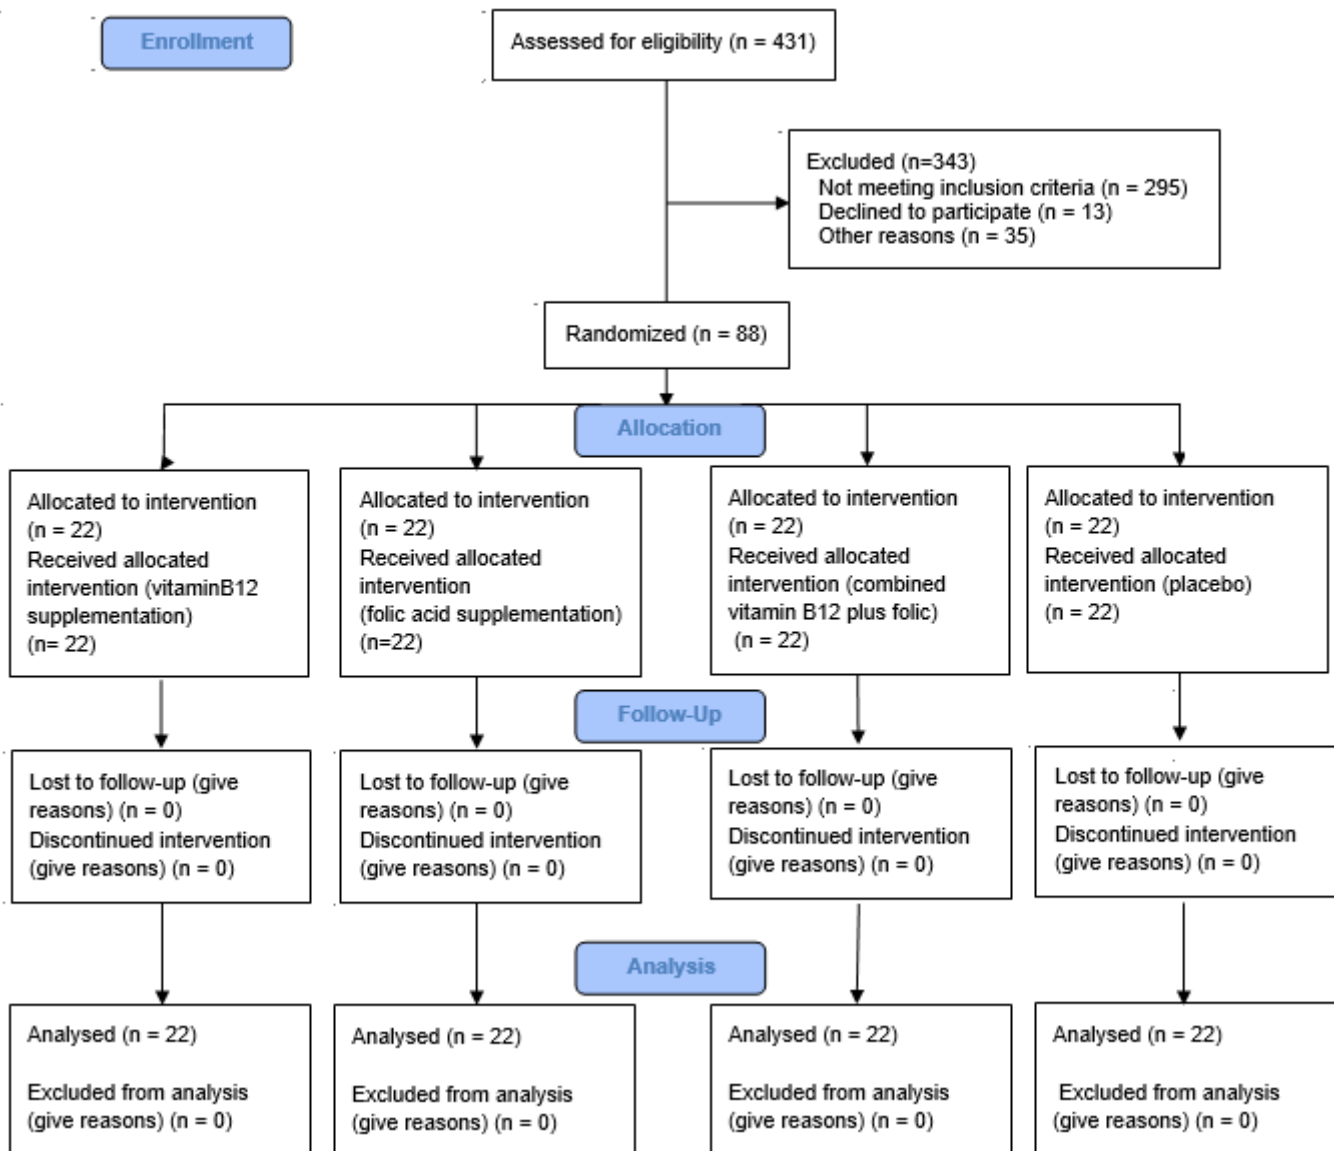 Enrollment
Assessed for eligibility (n = 431)
Excluded (n=343)
Not meeting inclusion criteria (n = 295)
Declined to participate (n = 13)
Other reasons (n = 35)
Randomized (n = 88)
Allocation
Allocated to intervention
(n = 22)
Received allocated
intervention (vitaminB12
supplementation)
(n= 22)
Allocated to intervention
(n = 22)
Received allocated
intervention
(folic acid supplementation)
(n=22)
Allocated to intervention
(n = 22)
Received allocated
intervention (combined
vitamin B12 plus folic)
(n = 22)
Allocated to intervention
(n = 22)
Received allocated
intervention (placebo)
(n = 22)
Follow-Up
Lost to follow-up (give
reasons) (n = 0)
Discontinued intervention
(give reasons) (n = 0)
Lost to follow-up (give
reasons) (n = 0)
Discontinued intervention
(give reasons) (n = 0)
Lost to follow-up (give
reasons) (n = 0)
Discontinued intervention
(give reasons) (n = 0)
Lost to follow-up (give
reasons) (n = 0)
Discontinued intervention
(give reasons) (n = 0)
Analysis
Analysed (n = 22)
Excluded from analysis
(give reasons) (n = 0)
Analysed (n = 22)
Excluded from analysis
(give reasons) (n = 0)
Analysed (n = 22)
Excluded from analysis
(give reasons) (n = 0)
Analysed (n = 22)
Excluded from analysis
(give reasons) (n = 0)